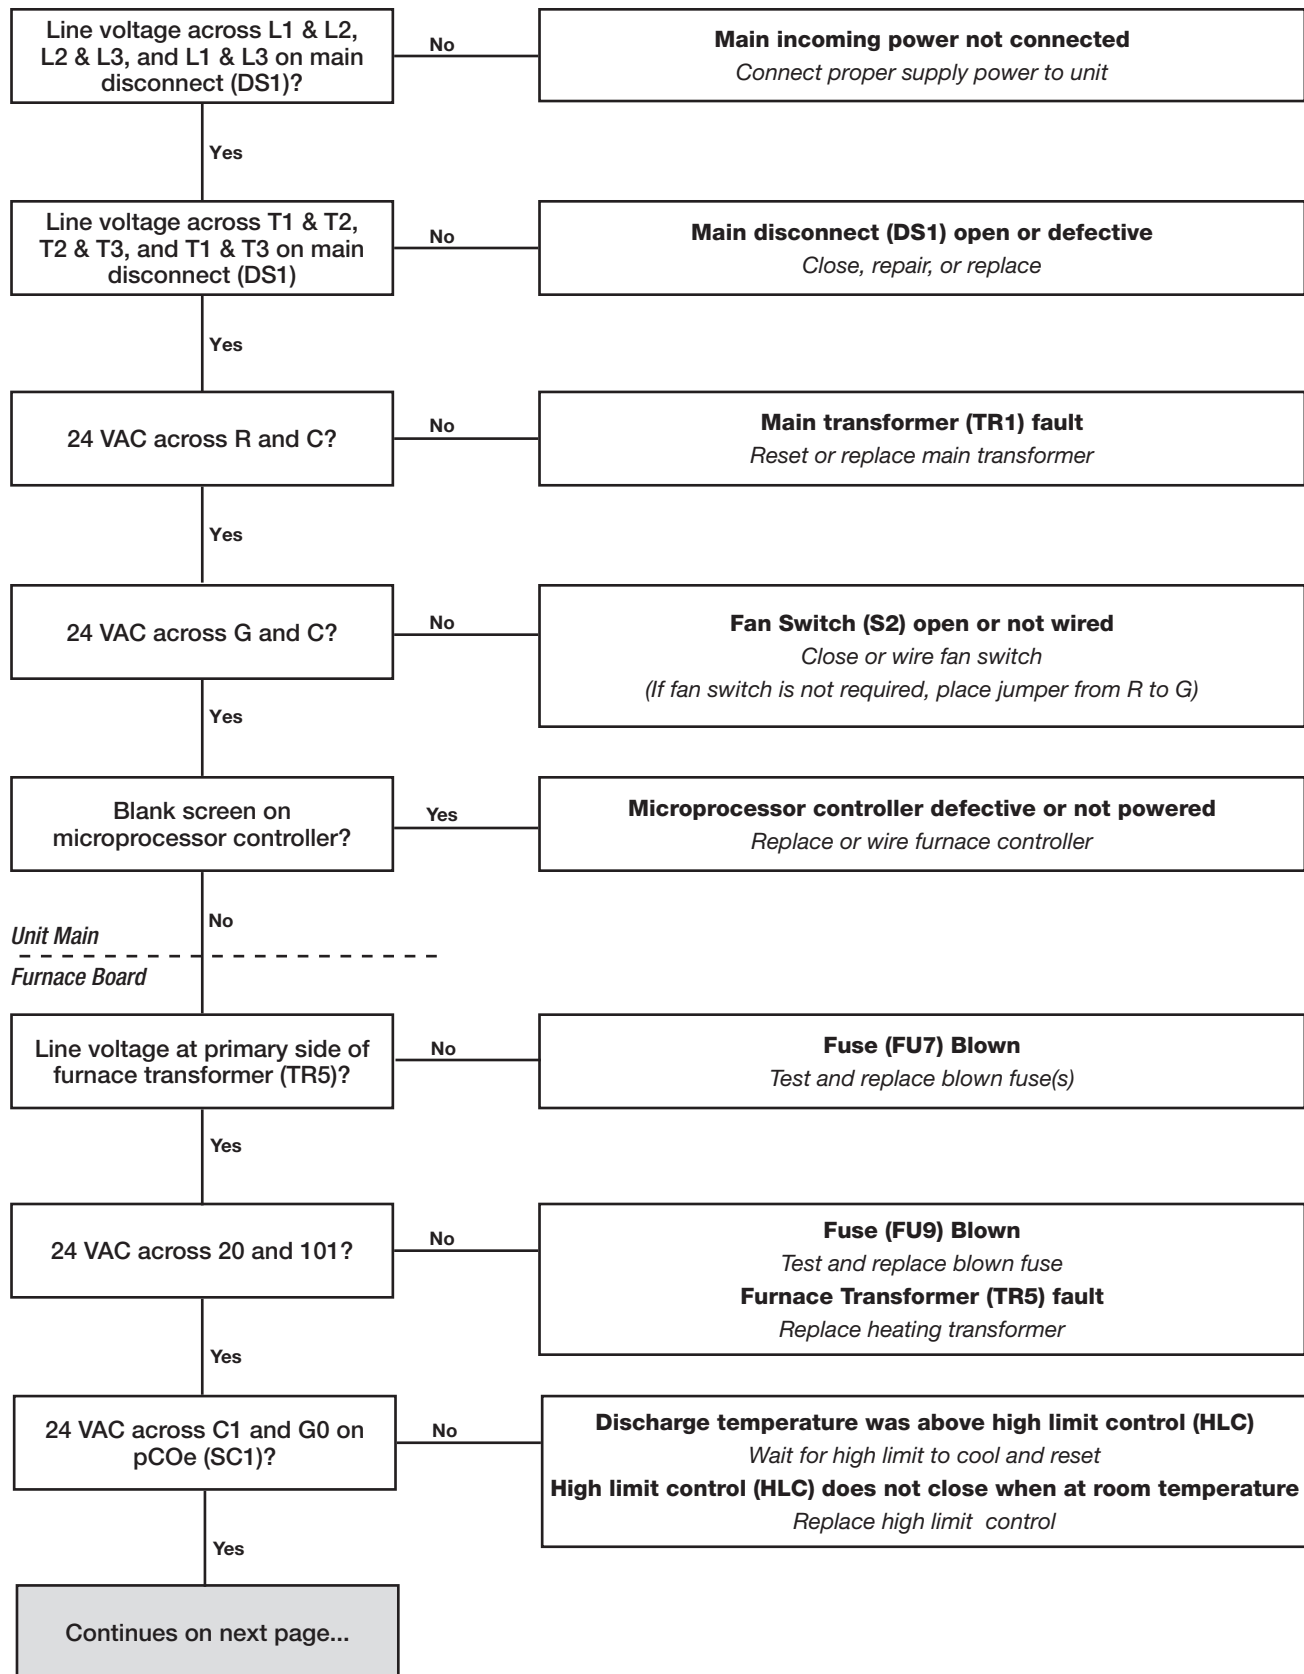 Line voltage across L1 & L2,
L2 & L3, and L1 & L3 on main
disconnect (DS1)?
No
Main incoming power not connected
Connect proper supply power to unit
Yes
Line voltage across T1 & T2,
T2 & T3, and T1 & T3 on main
disconnect (DS1)
No
Main disconnect (DS1) open or defective
Close, repair, or replace
Yes
24 VAC across R and C?
No
Main transformer (TR1) fault
Reset or replace main transformer
Yes
24 VAC across G and C?
No
Fan Switch (S2) open or not wired
Close or wire fan switch
(If fan switch is not required, place jumper from R to G)
Yes
Blank screen on
microprocessor controller?
Yes
Microprocessor controller defective or not powered
Replace or wire furnace controller
No
Unit Main
Furnace Board
Line voltage at primary side of
furnace transformer (TR5)?
No
Fuse (FU7) Blown
Test and replace blown fuse(s)
Yes
24 VAC across 20 and 101?
No
Fuse (FU9) Blown
Test and replace blown fuse
Furnace Transformer (TR5) fault
Replace heating transformer
Yes
24 VAC across C1 and G0 on
pCOe (SC1)?
No
Discharge temperature was above high limit control (HLC)
Wait for high limit to cool and reset
High limit control (HLC) does not close when at room temperature
Replace high limit control
Yes
Continues on next page...